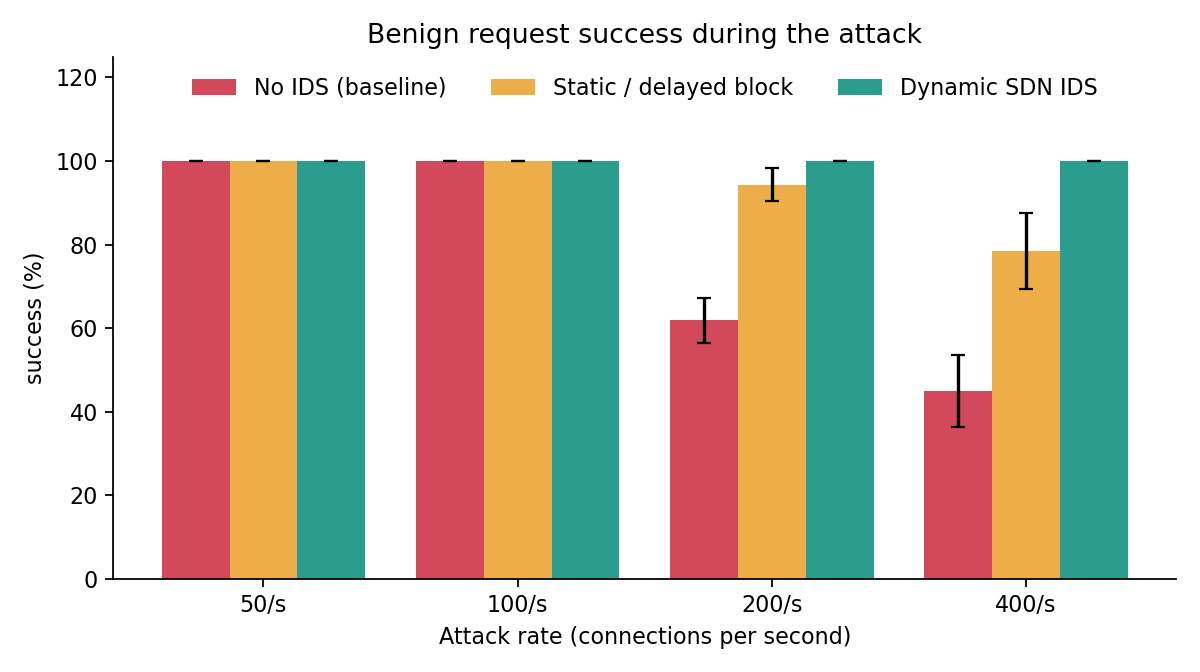 Benign request success during the attack
No IDS (baseline)
Static / delayed block
Dynamic SDN IDS
120
100
80
60
40
20
0
success (%)
50/s
100/s
200/s
400/s
Attack rate (connections per second)